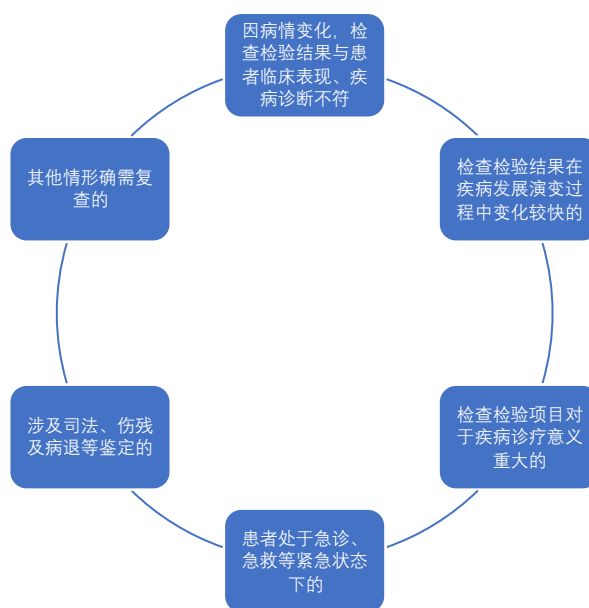 因病情变化，检
查检验结果与患
者临床表现、疾
病诊断不符
检查检验结果在
疾病发展演变过
程中变化较快的
检查检验项目对
于疾病诊疗意义
重大的
患者处于急诊、
急救等紧急状态
下的
涉及司法、伤残
及病退等鉴定的
其他情形确需复
查的